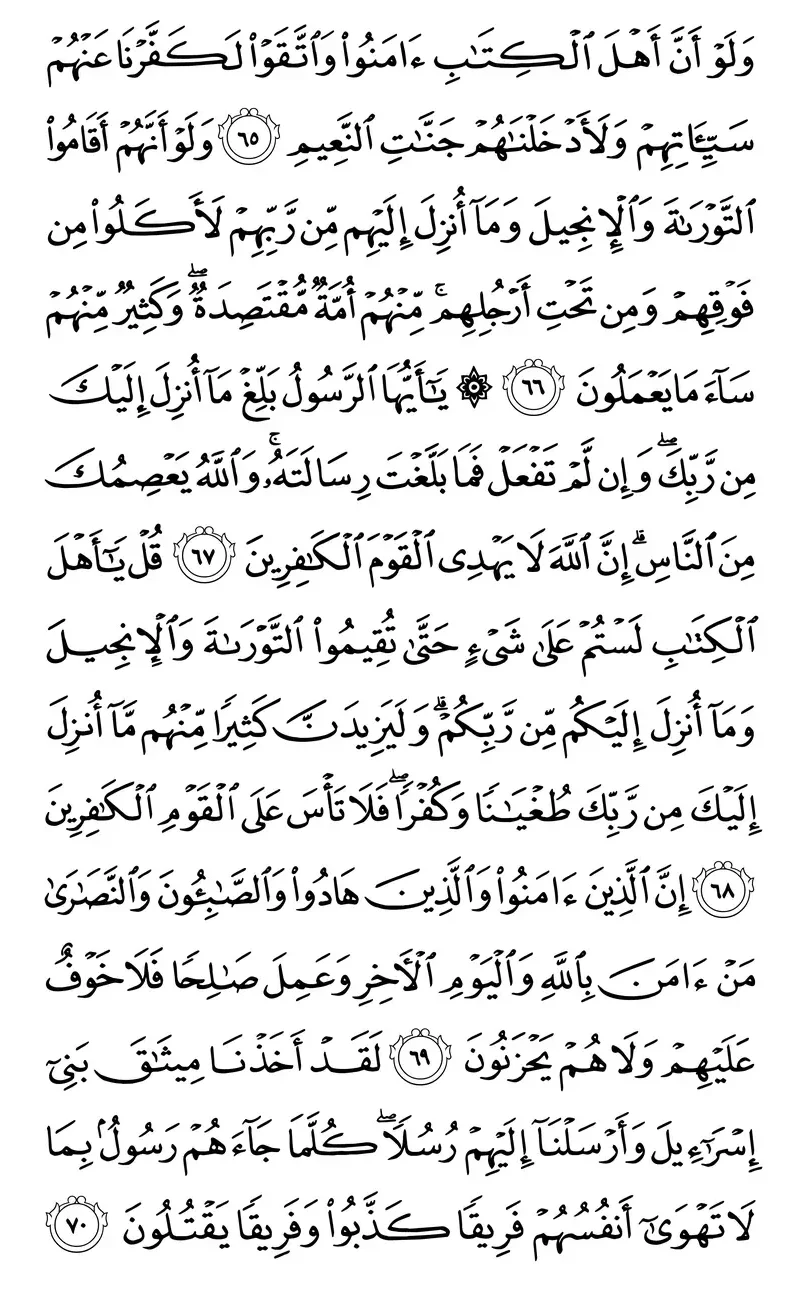 وَلَوۡ أَنَّ أَهۡلَ ٱلۡكِتَٰبِ ءَامَنُواْ وَٱتَّقَوۡاْ لَكَفَّرۡنَا عَنۡهُمۡ
سَيِّـَٔاتِهِمۡ وَلَأَدۡخَلۡنَٰهُمۡ جَنَّٰتِ ٱلنَّعِيمِ ٦٥ وَلَوۡ أَنَّهُمۡ أَقَامُواْ
ٱلتَّوۡرَىٰةَ وَٱلۡإِنجِيلَ وَمَآ أُنزِلَ إِلَيۡهِم مِّن رَّبِّهِمۡ لَأَكَلُواْ مِن
فَوۡقِهِمۡ وَمِن تَحۡتِ أَرۡجُلِهِمۚ مِّنۡهُمۡ أُمَّةٞ مُّقۡتَصِدَةٞۖ وَكَثِيرٞ مِّنۡهُمۡ
سَآءَ مَا يَعۡمَلُونَ ٦٦ ۞ يَٰٓأَيُّهَا ٱلرَّسُولُ بَلِّغۡ مَآ أُنزِلَ إِلَيۡكَ
مِن رَّبِّكَۖ وَإِن لَّمۡ تَفۡعَلۡ فَمَا بَلَّغۡتَ رِسَالَتَهُۥۚ وَٱللَّهُ يَعۡصِمُكَ
مِنَ ٱلنَّاسِۗ إِنَّ ٱللَّهَ لَا يَهۡدِى ٱلۡقَوۡمَ ٱلۡكَٰفِرِينَ ٦٧ قُلۡ يَٰٓأَهۡلَ
ٱلۡكِتَٰبِ لَسۡتُمۡ عَلَىٰ شَىۡءٍ حَتَّىٰ تُقِيمُواْ ٱلتَّوۡرَىٰةَ وَٱلۡإِنجِيلَ
وَمَآ أُنزِلَ إِلَيۡكُم مِّن رَّبِّكُمۡۗ وَلَيَزِيدَنَّ كَثِيرٗا مِّنۡهُم مَّآ أُنزِلَ
إِلَيۡكَ مِن رَّبِّكَ طُغۡيَٰنٗا وَكُفۡرٗاۖ فَلَا تَأۡسَ عَلَى ٱلۡقَوۡمِ ٱلۡكَٰفِرِينَ
٦٨ إِنَّ ٱلَّذِينَ ءَامَنُواْ وَٱلَّذِينَ هَادُواْ وَٱلصَّٰبِـُٔونَ وَٱلنَّصَٰرَىٰ
مَنۡ ءَامَنَ بِٱللَّهِ وَٱلۡيَوۡمِ ٱلۡأٓخِرِ وَعَمِلَ صَٰلِحٗا فَلَا خَوۡفٌ
عَلَيۡهِمۡ وَلَا هُمۡ يَحۡزَنُونَ ٦٩ لَقَدۡ أَخَذۡنَا مِيثَٰقَ بَنِىٓ
إِسۡرَٰٓءِيلَ وَأَرۡسَلۡنَآ إِلَيۡهِمۡ رُسُلٗاۖ كُلَّمَا جَآءَهُمۡ رَسُولُۢ بِمَا
لَا تَهۡوَىٰٓ أَنفُسُهُمۡ فَرِيقٗا كَذَّبُواْ وَفَرِيقٗا يَقۡتُلُونَ ٧٠